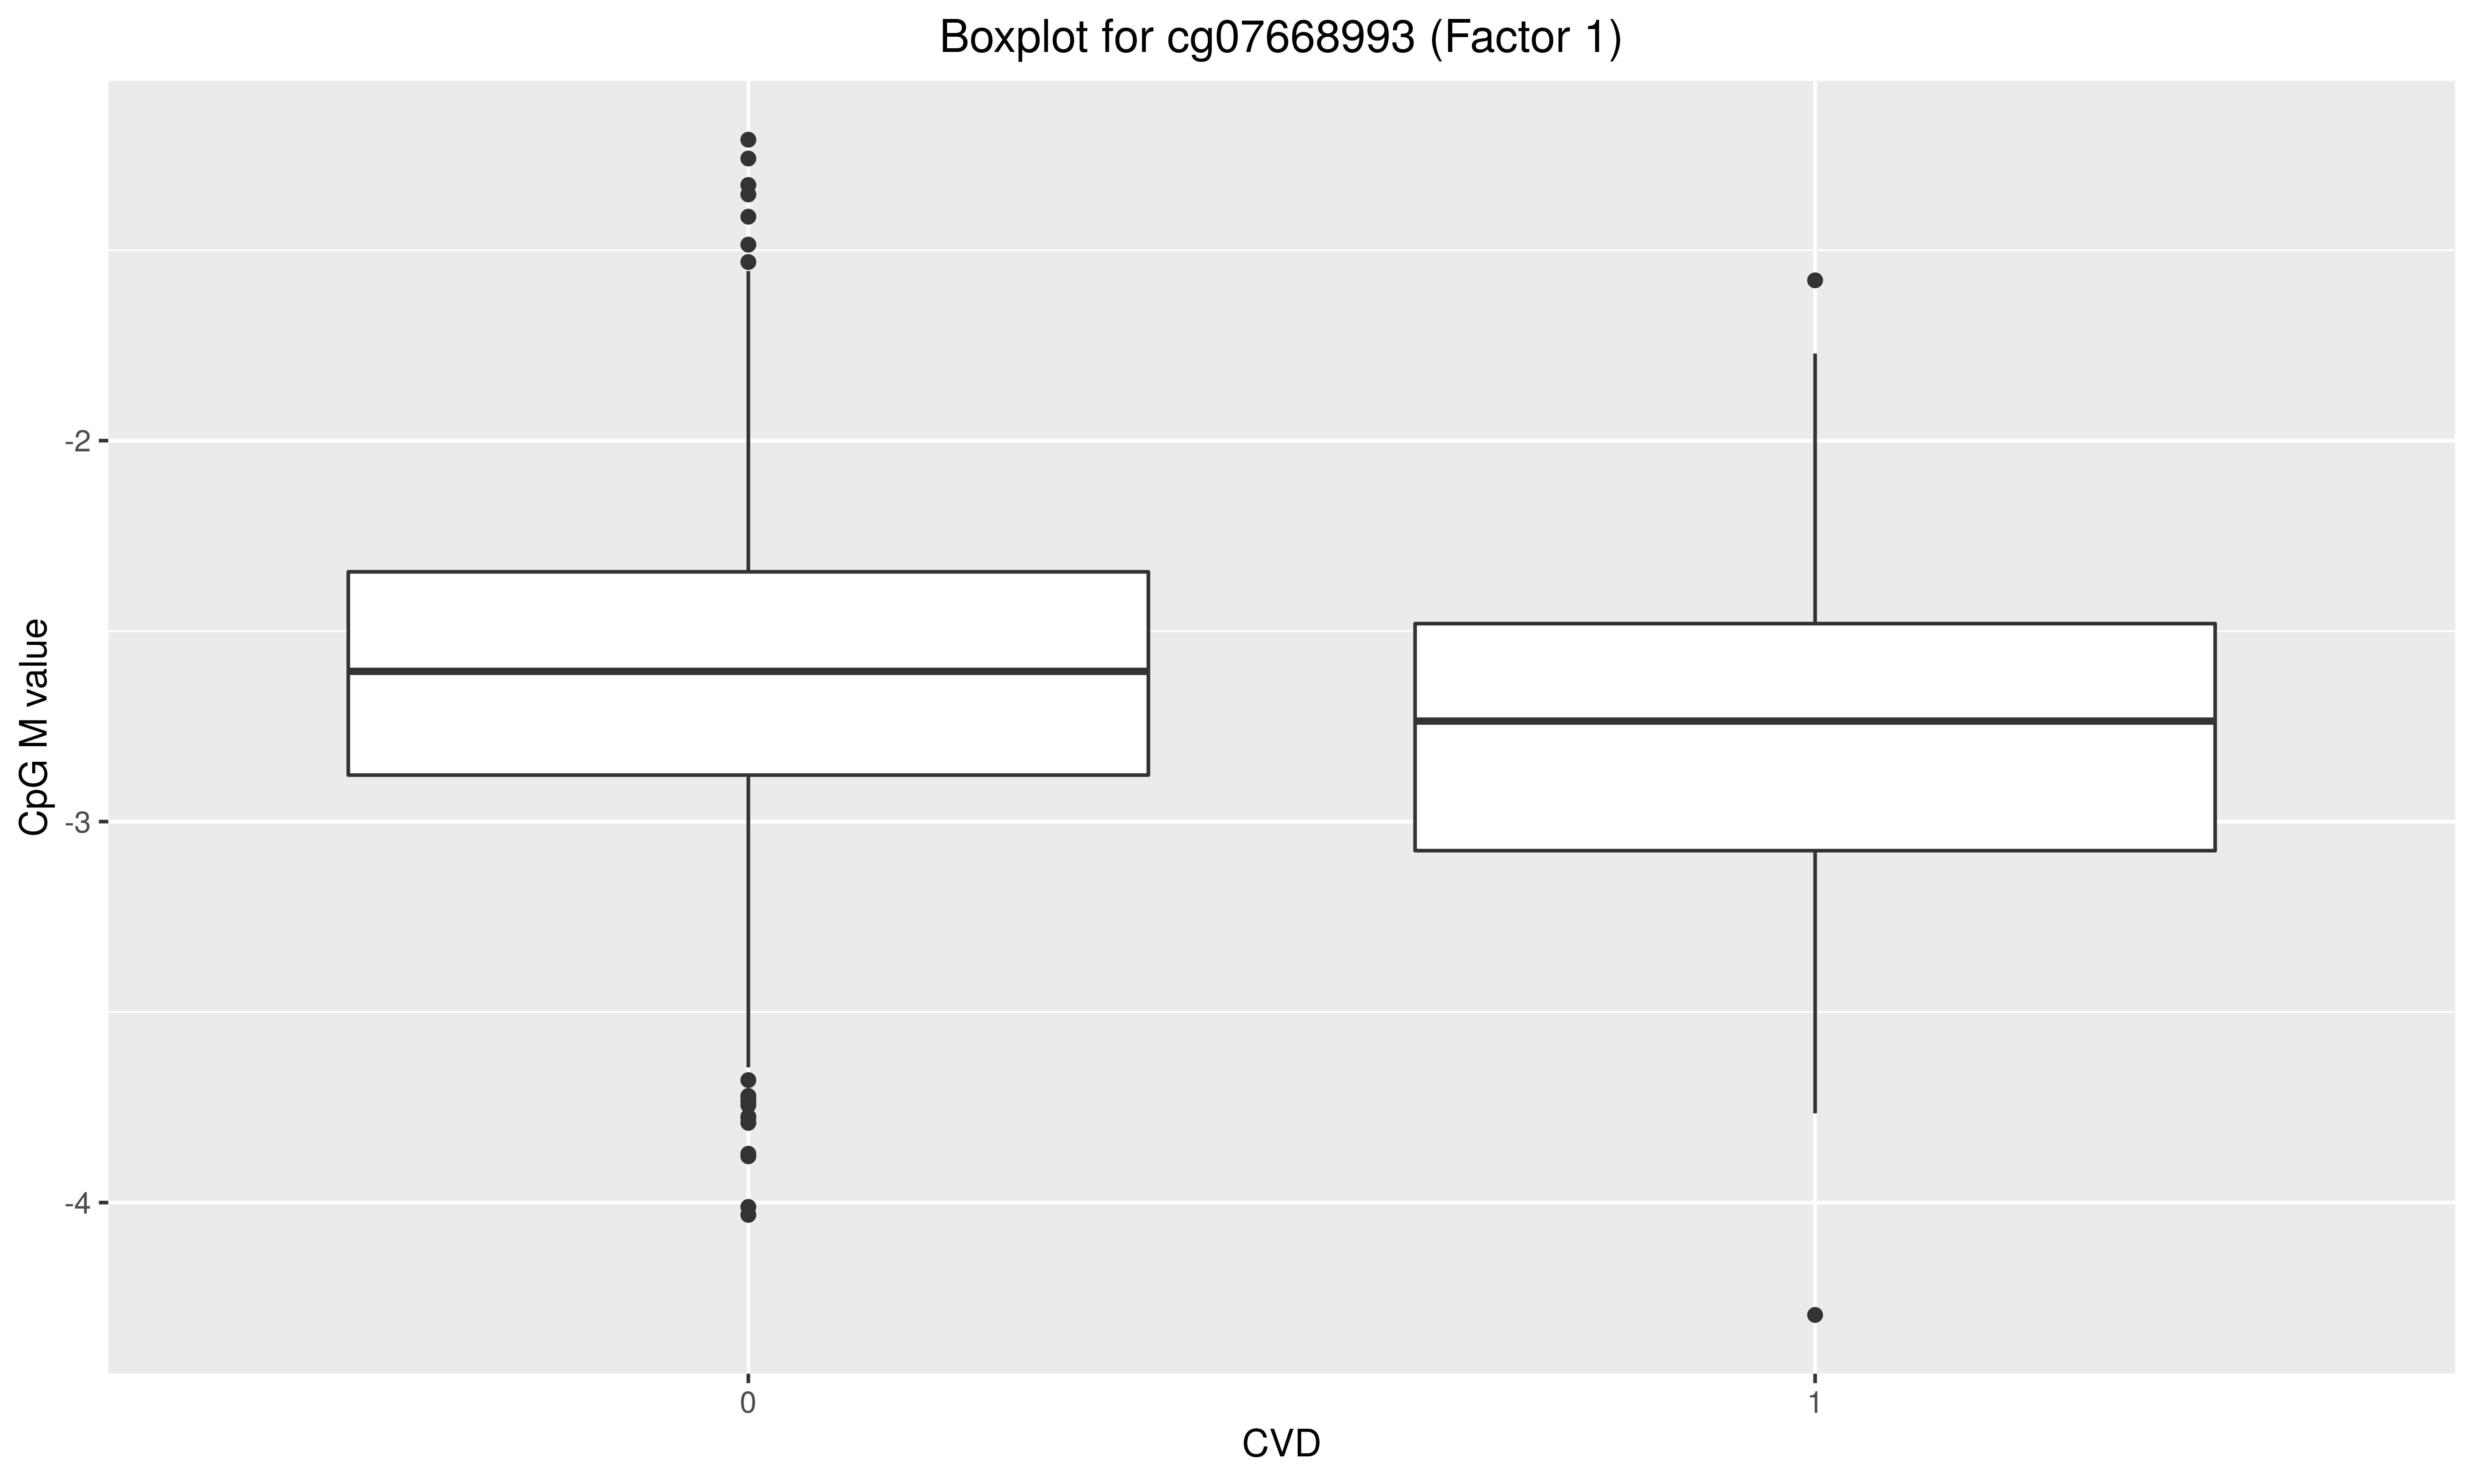 Boxplot for cg07668993 (Factor 1)
CpG M value
-2
-3
-4
0
1
CVD